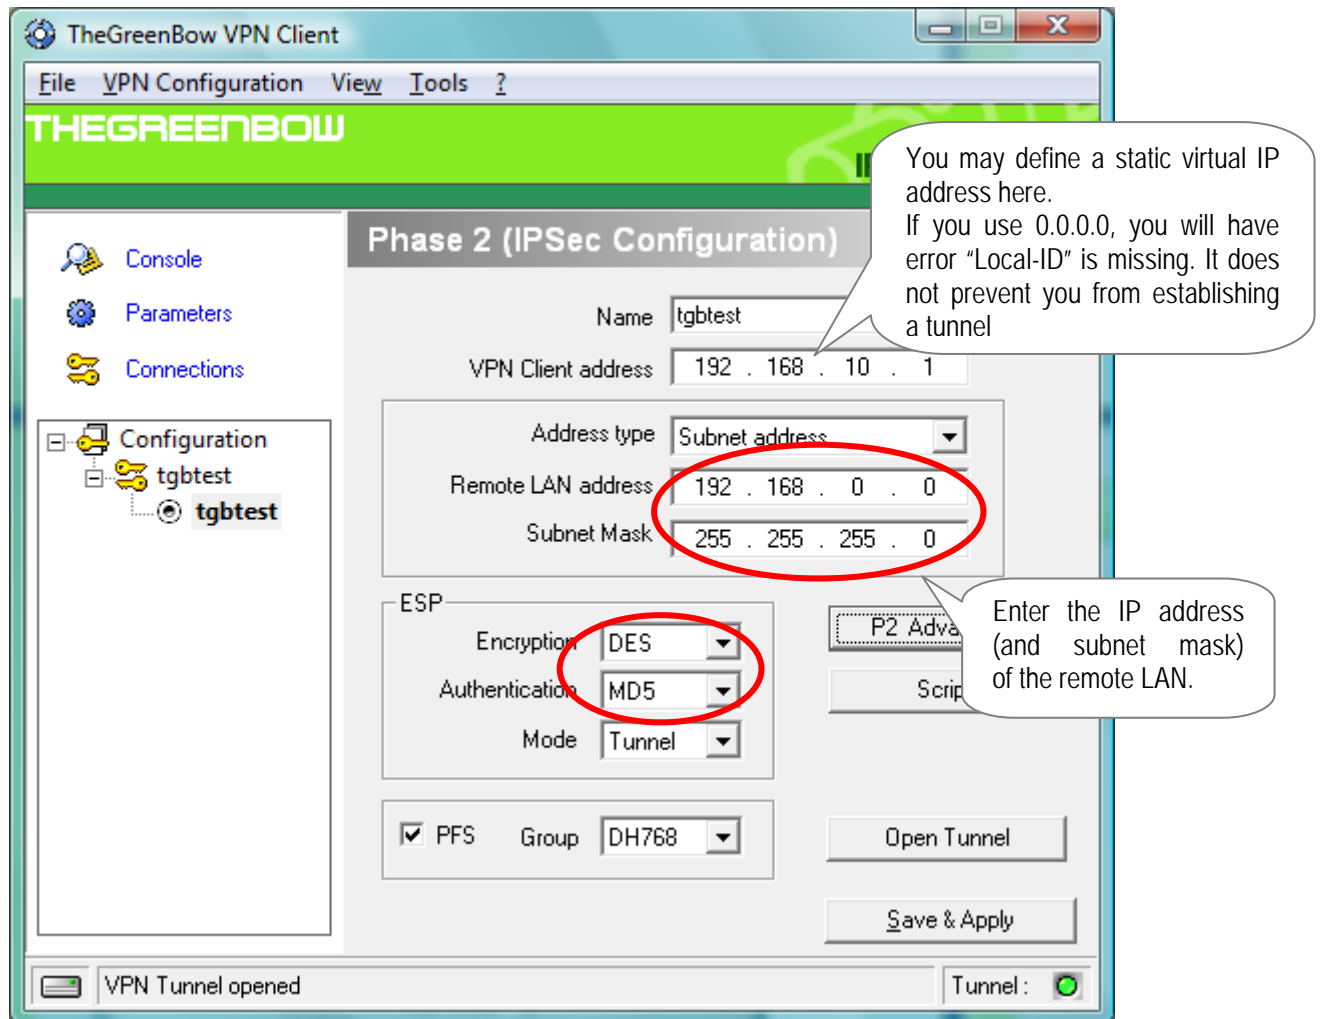 TheGreenBow VPN Client
File VPN Configuration View Tools ?
THEGREENBOW
You may define a static virtual IP
address here.
If you use 0.0.0.0, you will have
error “Local-ID” is missing. It does
not prevent you from establishing
a tunnel
Console
Parameters
Connections
Configuration
tgbtest
tgbtest
Phase 2 (IPSec Configuration)
Name tgbtest
VPN Client address 192 . 168 . 10 . 1
Address type Subnet address
Remote LAN address 192 . 168 . 0 . 0
Subnet Mask 255 . 255 . 255 . 0
ESP
Encryption DES
Authentication MD5
Mode Tunnel
P2
Enter the IP address
(and subnet mask)
of the remote LAN.
PFS Group DH768
Open Tunnel
Save & Apply
VPN Tunnel opened
Tunnel :